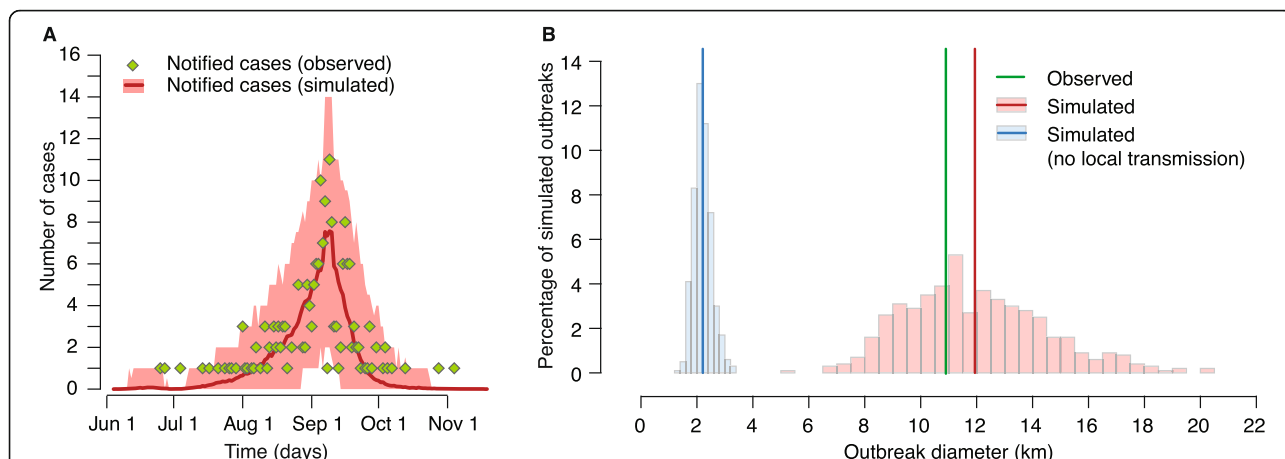 A
16
14
12
10
8
6
4
2
0
Number of cases
Notified cases (observed)
Notified cases (simulated)
Jun 1 Jul 1 Aug 1 Sep 1 Oct 1 Nov 1
Time (days)
B
14
12
10
8
6
4
2
0
Percentage of simulated outbreaks
Observed
Simulated
Simulated
(no local transmission)
0 2 4 6 8 10 12 14 16 18 20 22
Outbreak diameter (km)